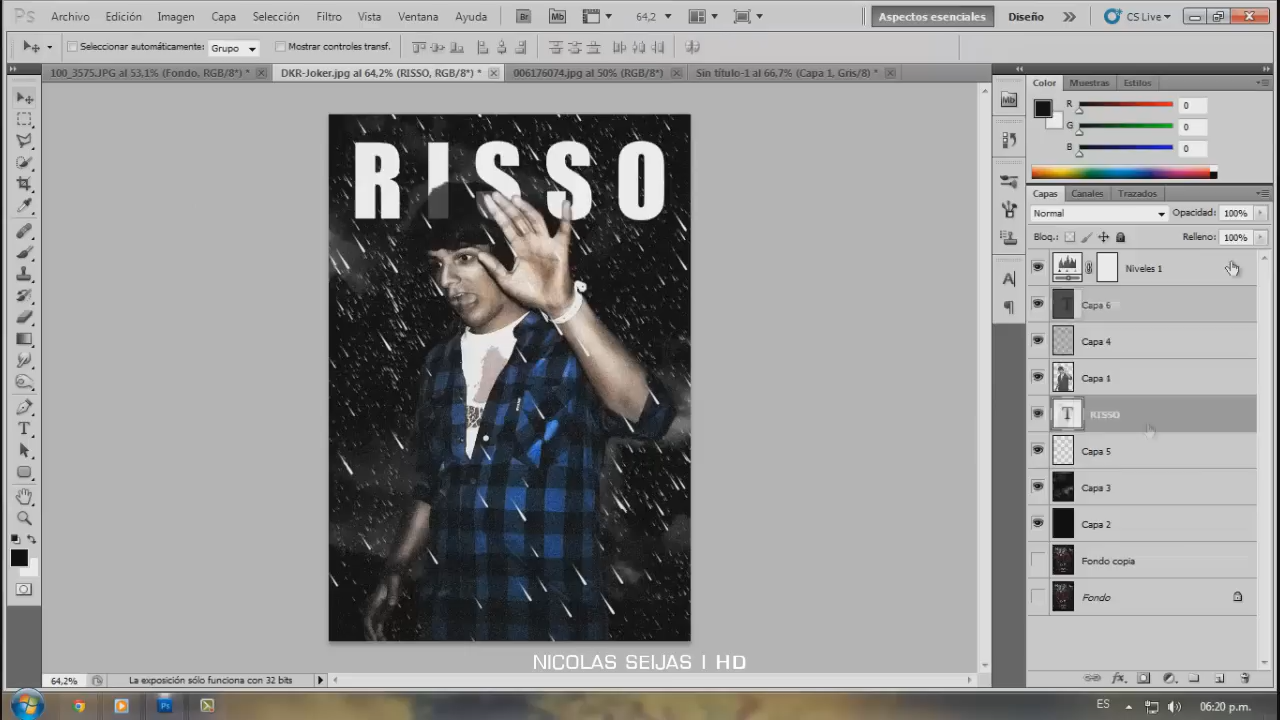 Ps Archivo Edición Imagen Capa Selección Filtro Vista Ventana Ayuda Br Mb 64,2 Aspectos esenciales Diseño CS Live
Seleccionar automáticamente: Grupo Mostrar controles transf.
100_3575.JPG al 53,1% (Fondo, RGB/8*) * DKR-Joker.jpg al 64,2% (RISSO, RGB/8*) * 006176074.jpg al 50% (RGB/8*) Sin título-1 al 66,7% (Capa 1, Gris/8) *
Color Muestras Estilos
R 0
G 0
B 0
Mb
Capas Canales Trazados
Normal Opacidad: 100%
Bloq.: Relleno: 100%
Niveles 1
Capa 6
Capa 4
Capa 1
T RISSO
Capa 5
Capa 3
Capa 2
Fondo copia
Fondo
RISSO
NICOLAS SEIJAS | HD
64,2% La exposición sólo funciona con 32 bits
Ps ES 06:20 p.m.